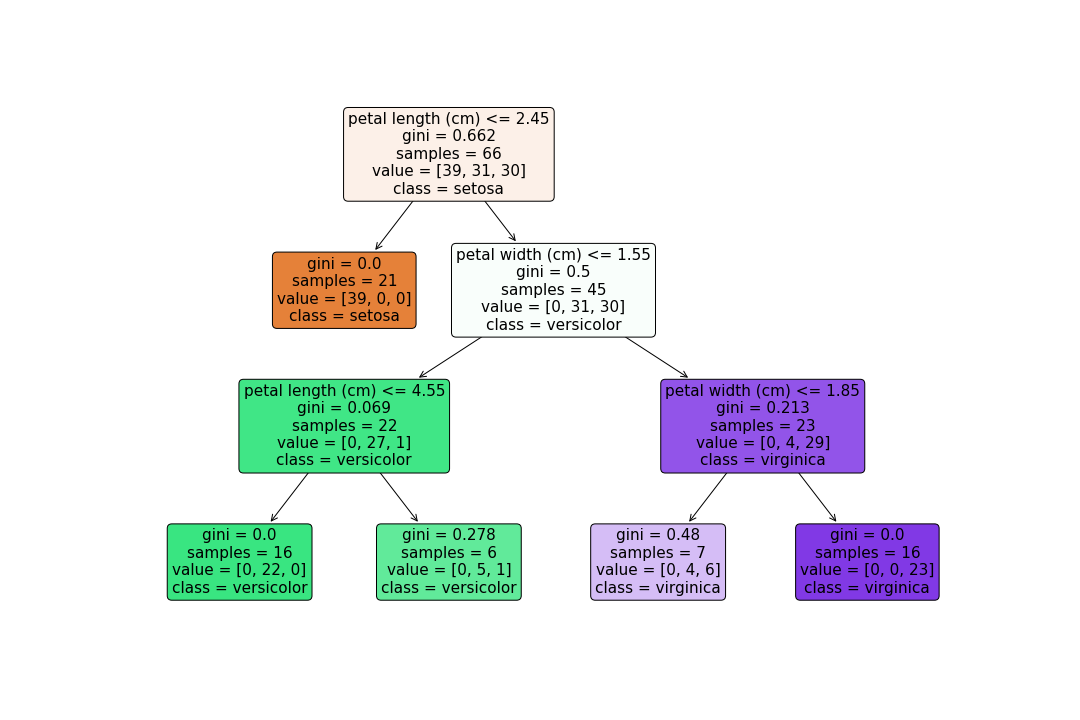 petal length (cm) <= 2.45
gini = 0.662
samples = 66
value = [39, 31, 30]
class = setosa
gini = 0.0
samples = 21
value = [39, 0, 0]
class = setosa
petal width (cm) <= 1.55
gini = 0.5
samples = 45
value = [0, 31, 30]
class = versicolor
petal length (cm) <= 4.55
gini = 0.069
samples = 22
value = [0, 27, 1]
class = versicolor
petal width (cm) <= 1.85
gini = 0.213
samples = 23
value = [0, 4, 29]
class = virginica
gini = 0.0
samples = 16
value = [0, 22, 0]
class = versicolor
gini = 0.278
samples = 6
value = [0, 5, 1]
class = versicolor
gini = 0.48
samples = 7
value = [0, 4, 6]
class = virginica
gini = 0.0
samples = 16
value = [0, 0, 23]
class = virginica